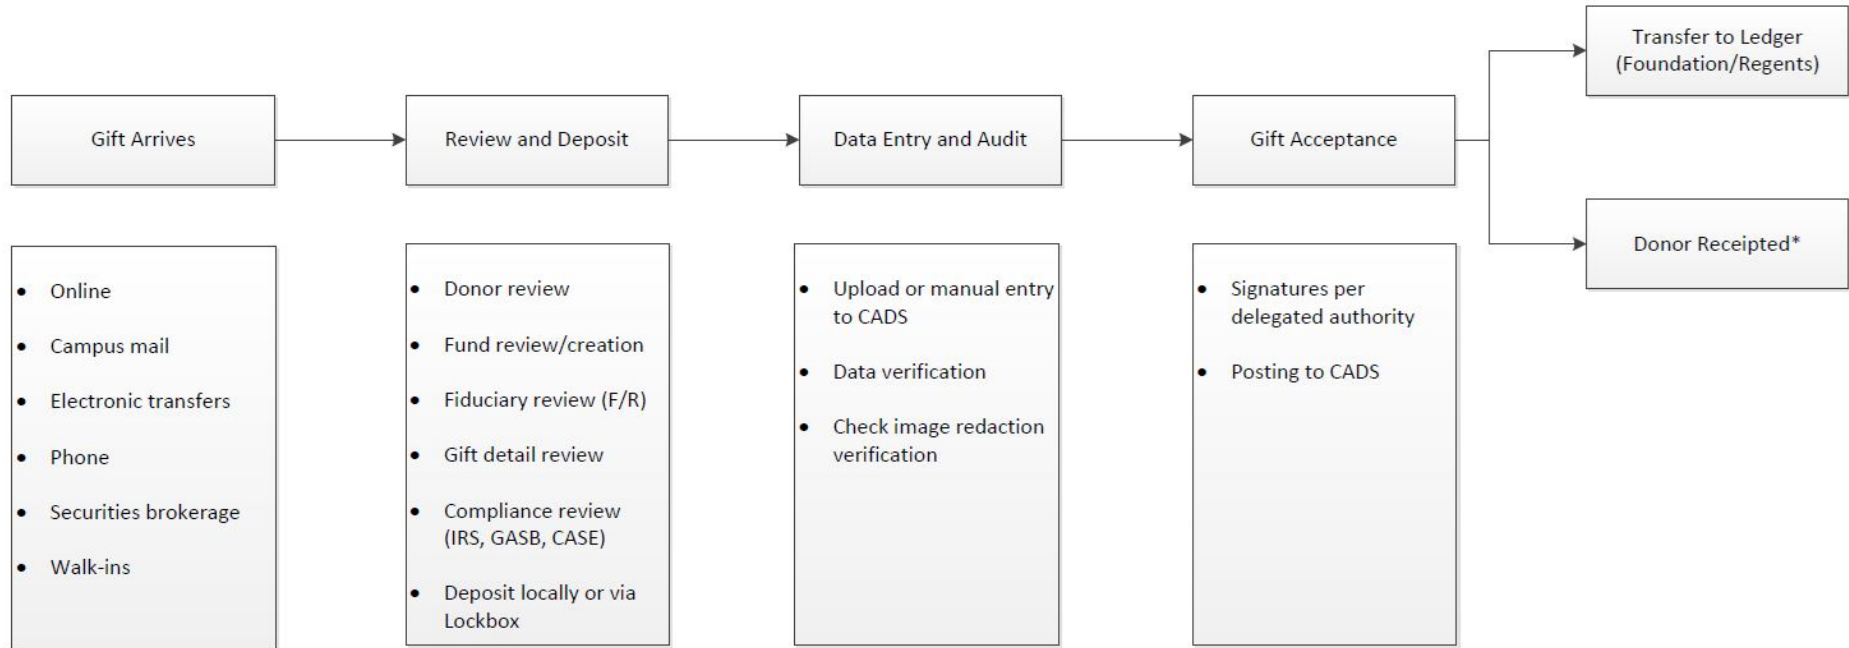 Transfer to Ledger
(Foundation/Regents)
Gift Arrives
Review and Deposit
Data Entry and Audit
Gift Acceptance
Donor Receipted*
• Online
• Campus mail
• Electronic transfers
• Phone
• Securities brokerage
• Walk-ins
• Donor review
• Fund review/creation
• Fiduciary review (F/R)
• Gift detail review
• Compliance review
(IRS, GASB, CASE)
• Deposit locally or via
Lockbox
• Upload or manual entry
to CADS
• Data verification
• Check image redaction
verification
• Signatures per
delegated authority
• Posting to CADS